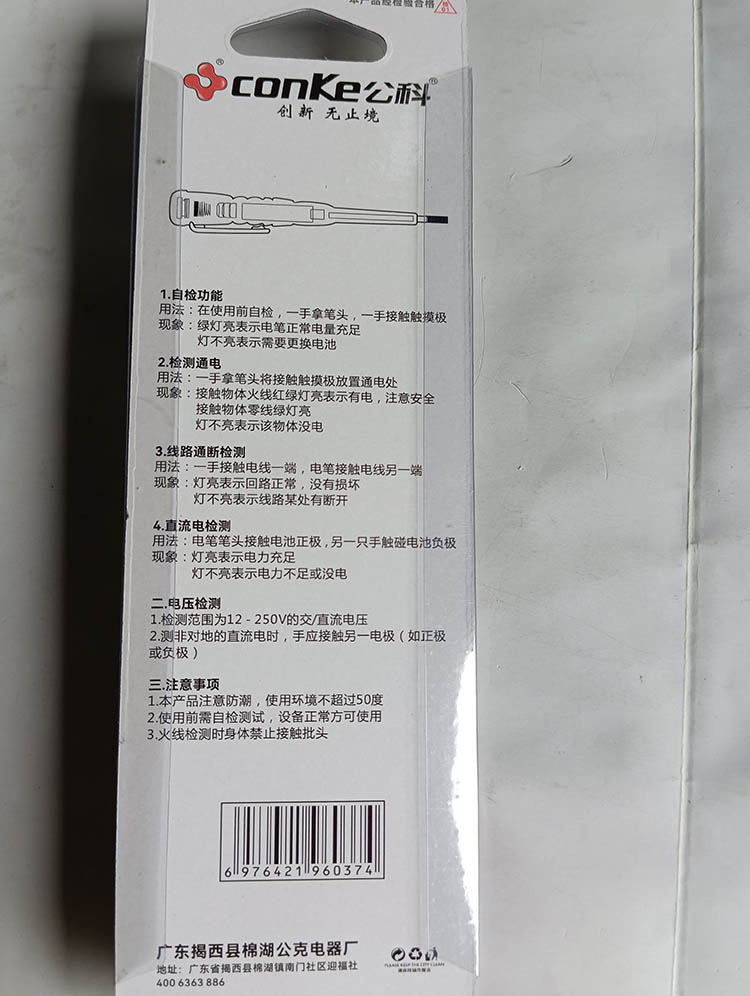 本产品经检验合格
检
01
conKe公科®
创新 无止境
1.自检功能
用法：在使用前自检，一手拿笔头，一手接触触摸极
现象：绿灯亮表示电笔正常电量充足
灯不亮表示需要更换电池
2.检测通电
用法：一手拿笔头将接触触摸极放置通电处
现象：接触物体火线红绿灯亮表示有电，注意安全
接触物体零线绿灯亮
灯不亮表示该物体没电
3.线路通断检测
用法：一手接触电线一端，电笔接触电线另一端
现象：灯亮表示回路正常，没有损坏
灯不亮表示线路某处有断开
4.直流电检测
用法：电笔笔头接触电池正极，另一只手触碰电池负极
现象：灯亮表示电力充足
灯不亮表示电力不足或没电
二.电压检测
1.检测范围为12-250V的交/直流电压
2.测非对地的直流电时，手应接触另一电极（如正极
或负极）
三.注意事项
1.本产品注意防潮，使用环境不超过50度
2.使用前需自检测试，设备正常方可使用
3.火线检测时身体禁止接触批头
6 976421 960374
广东揭西县棉湖公克电器厂
地址：广东省揭西县棉湖镇南门社区迎福社
400 6363 886
PLEASE KEEP THE CITY CLEAN